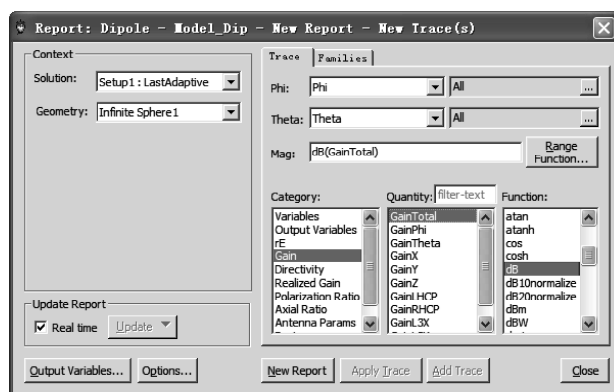 Report: Dipole - Model_Dip - New Report - New Trace(s)
Context
Solution: Setup1 : LastAdaptive
Geometry: Infinite Sphere1
Update Report
Real time Update
Output Variables... Options...
Trace Families
Phi: Phi All ...
Theta: Theta All ...
Mag: dB(GainTotal) Range Function...
Category: Quantity: filter-text Function:
Variables GainTotal atan
Output Variables GainPhi atanh
rE GainTheta cos
Gain GainX cosh
Directivity GainY dB
Realized Gain GainZ dB10normalize
Polarization Ratio GainLHCP dB20normalize
Axial Ratio GainRHCP dBm
Antenna Params GainL3X dBW
New Report Apply Trace Add Trace Close